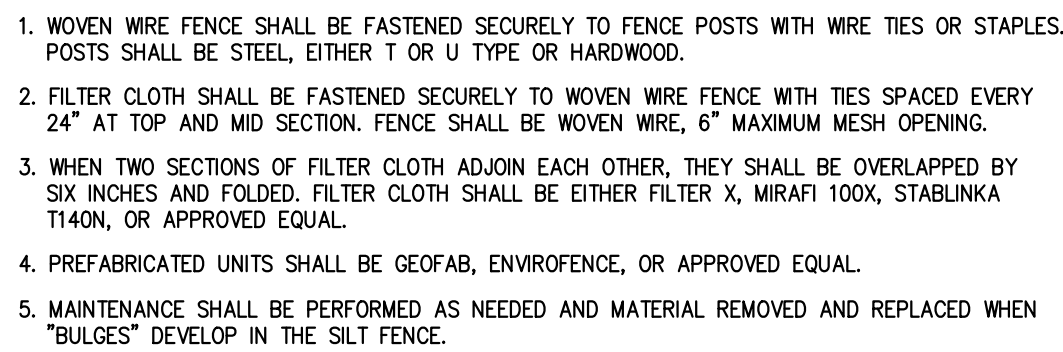 1. WOVEN WIRE FENCE SHALL BE FASTENED SECURELY TO FENCE POSTS WITH WIRE TIES OR STAPLES.
POSTS SHALL BE STEEL, EITHER T OR U TYPE OR HARDWOOD.
2. FILTER CLOTH SHALL BE FASTENED SECURELY TO WOVEN WIRE FENCE WITH TIES SPACED EVERY
24" AT TOP AND MID SECTION. FENCE SHALL BE WOVEN WIRE, 6" MAXIMUM MESH OPENING.
3. WHEN TWO SECTIONS OF FILTER CLOTH ADJOIN EACH OTHER, THEY SHALL BE OVERLAPPED BY
SIX INCHES AND FOLDED. FILTER CLOTH SHALL BE EITHER FILTER X, MIRAFI 100X, STABLINKA
T140N, OR APPROVED EQUAL.
4. PREFABRICATED UNITS SHALL BE GEOFAB, ENVIROFENCE, OR APPROVED EQUAL.
5. MAINTENANCE SHALL BE PERFORMED AS NEEDED AND MATERIAL REMOVED AND REPLACED WHEN
"BULGES" DEVELOP IN THE SILT FENCE.